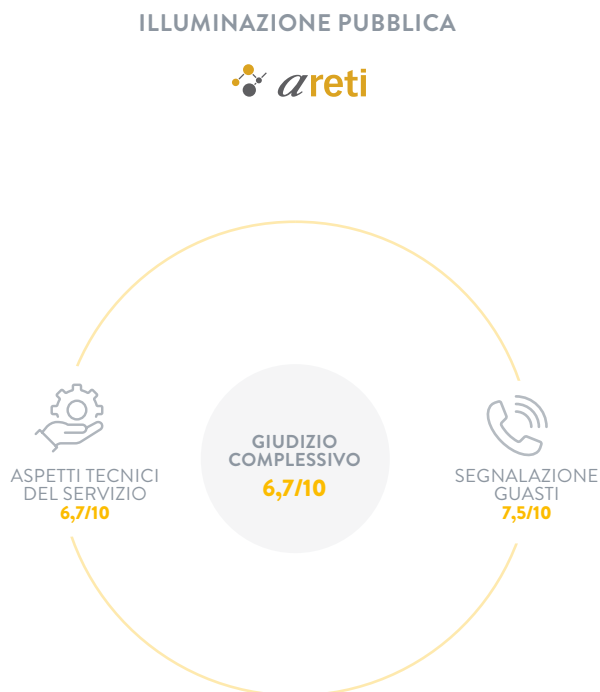 ILLUMINAZIONE PUBBLICA
areti
GIUDIZIO
COMPLESSIVO
6,7/10
ASPETTI TECNICI
DEL SERVIZIO
6,7/10
SEGNALAZIONE
GUASTI
7,5/10